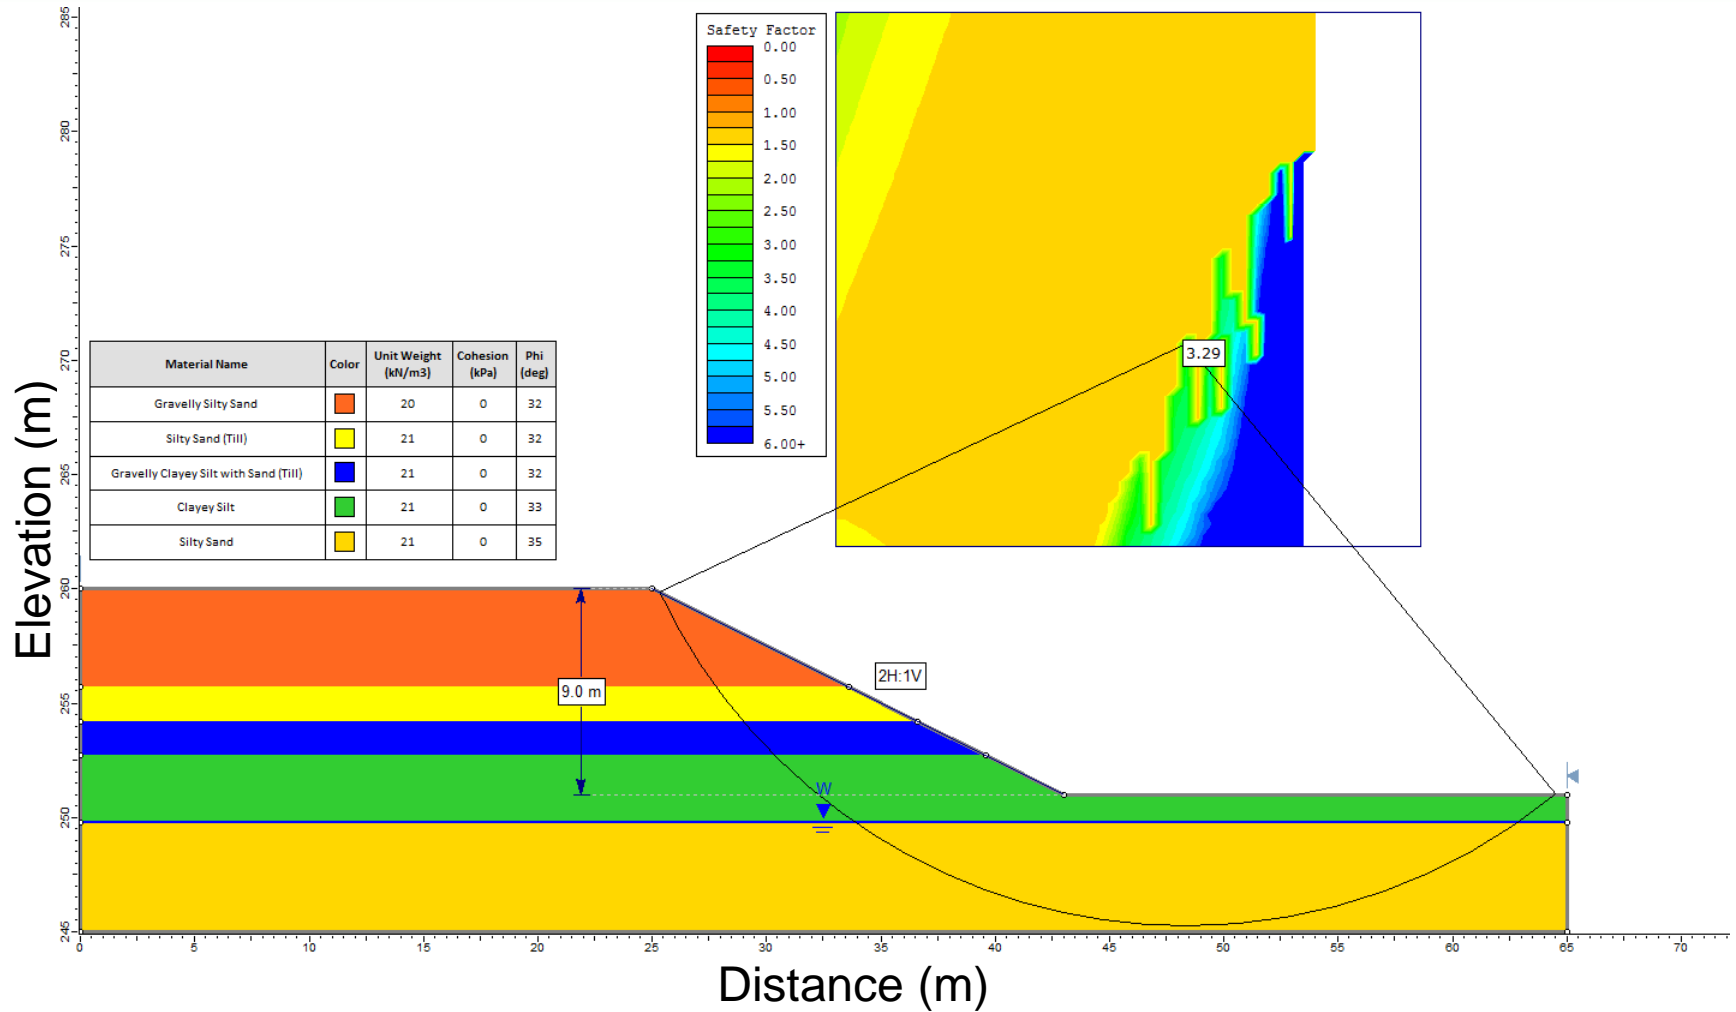 Safety Factor
0.00
0.50
1.00
1.50
2.00
2.50
3.00
3.50
4.00
4.50
5.00
5.50
6.00+
3.29
Material Name Color Unit Weight (kN/m3) Cohesion (kPa) Phi (deg)
Gravelly Silty Sand 20 0 32
Silty Sand (Till) 21 0 32
Gravelly Clayey Silt with Sand (Till) 21 0 32
Clayey Silt 21 0 33
Silty Sand 21 0 35
2H:1V
9.0 m
W
Elevation (m)
285
280
275
270
265
260
255
250
245
0 5 10 15 20 25 30 35 40 45 50 55 60 65 70
Distance (m)